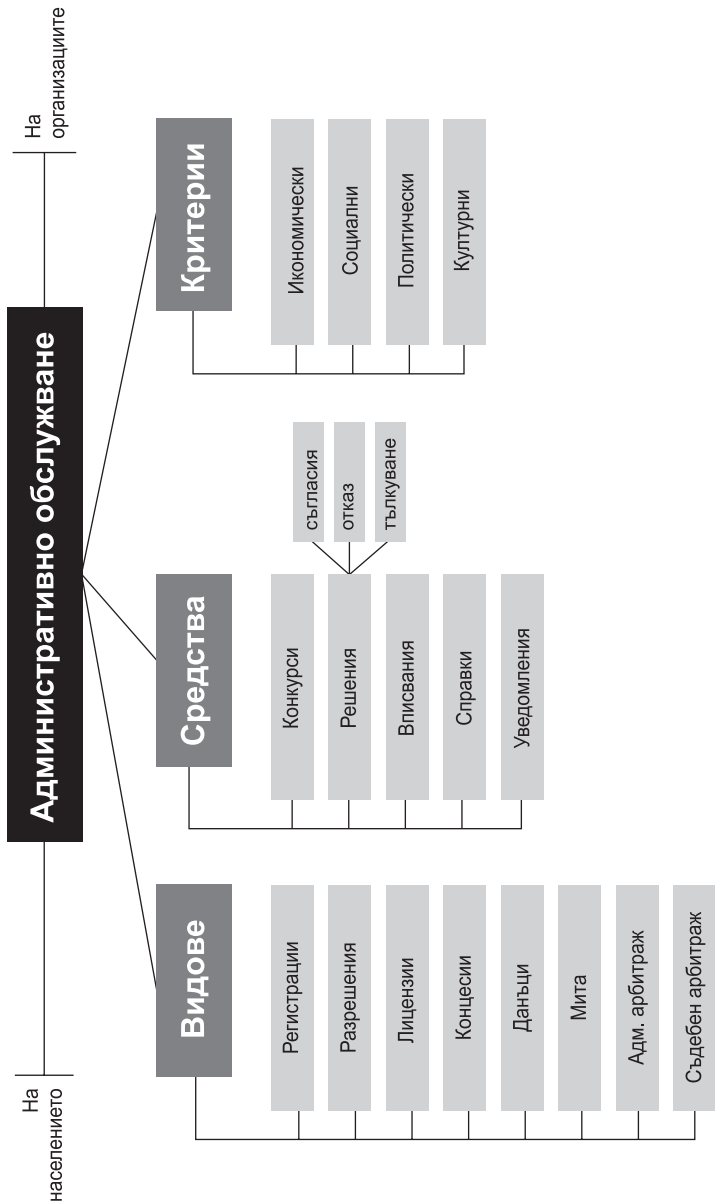 На
населението
Административно обслужване
На
организациите
Видове
Регистрации
Разрешения
Лицензии
Концесии
Данъци
Мита
Адм. арбитраж
Съдебен арбитраж
Средства
Конкурси
Решения
съгласия
отказ
тълкуване
Вписвания
Справки
Уведомления
Критерии
Икономически
Социални
Политически
Културни